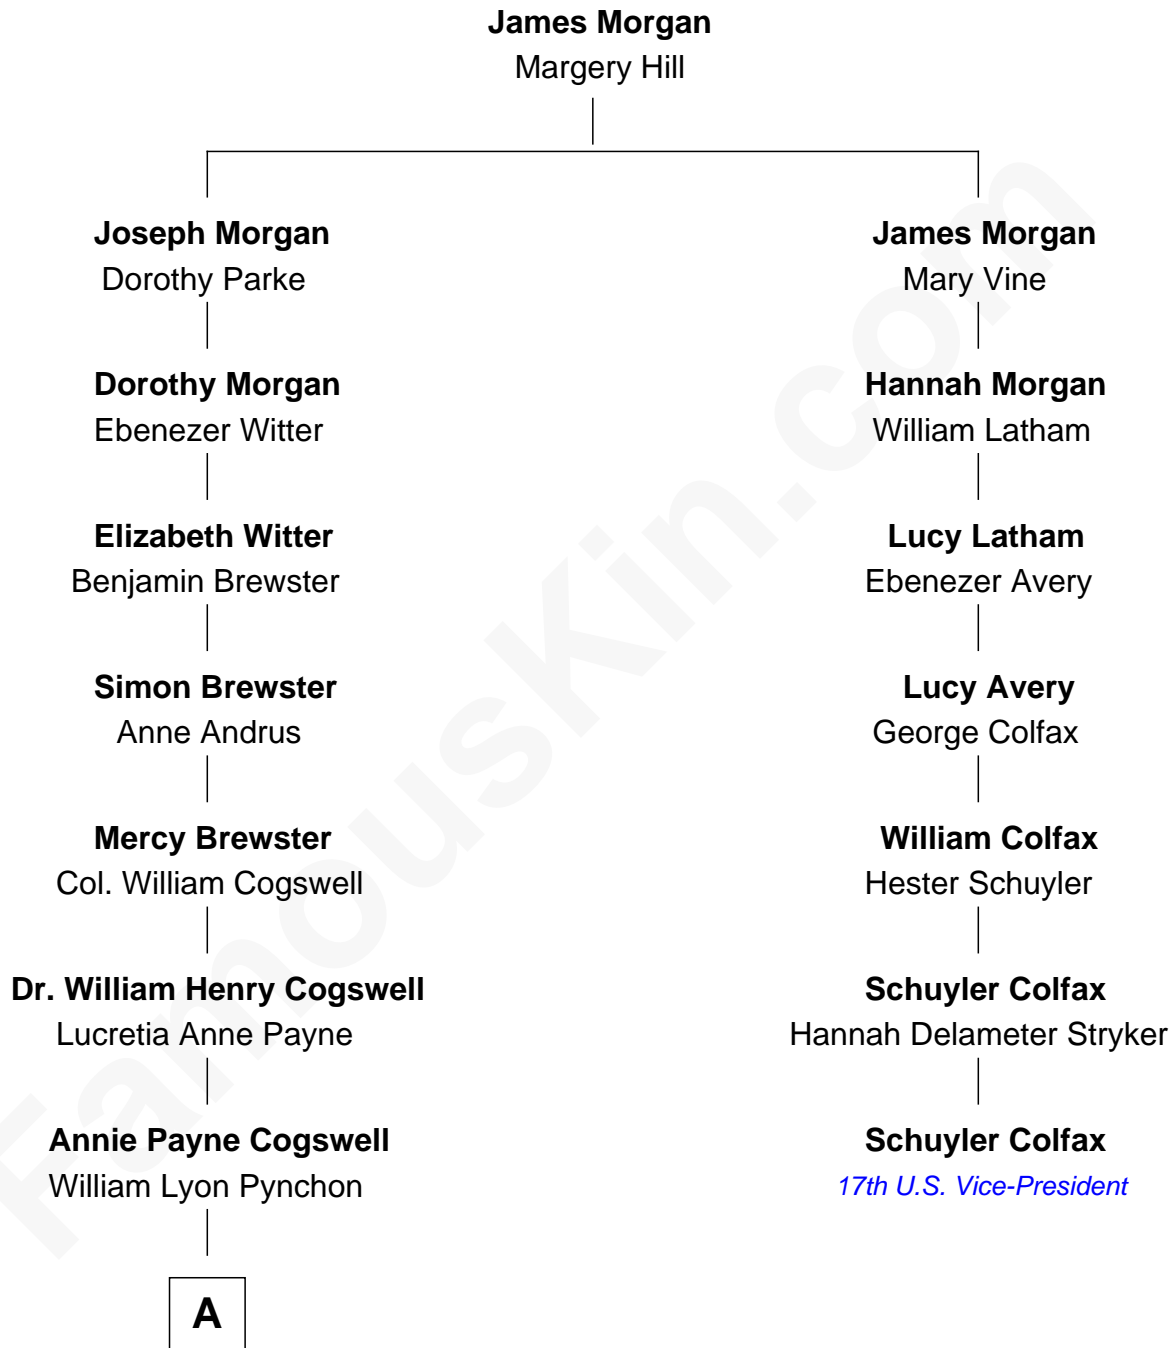 James Morgan
Margery Hill
Joseph Morgan
Dorothy Parke
James Morgan
Mary Vine
Dorothy Morgan
Ebenezer Witter
Hannah Morgan
William Latham
Elizabeth Witter
Benjamin Brewster
Lucy Latham
Ebenezer Avery
Simon Brewster
Anne Andrus
Lucy Avery
George Colfax
Mercy Brewster
Col. William Cogswell
William Colfax
Hester Schuyler
Dr. William Henry Cogswell
Lucretia Anne Payne
Schuyler Colfax
Hannah Delameter Stryker
Annie Payne Cogswell
William Lyon Pynchon
Schuyler Colfax
17th U.S. Vice-President
A
FamousKin.com